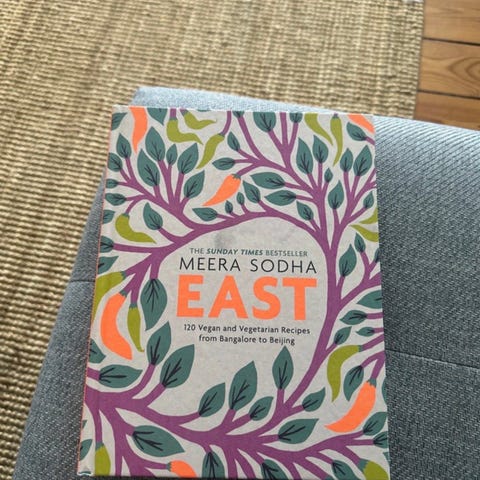 THE SUNDAY TIMES BESTSELLER
MEERA SODHA
EAST
120 Vegan and Vegetarian Recipes
from Bangalore to Beijing